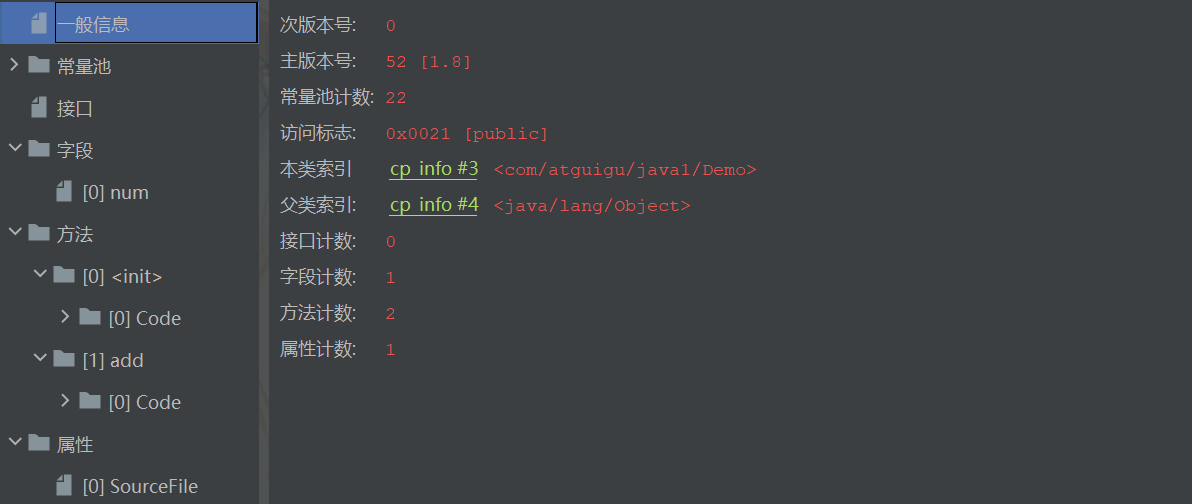 一般信息
常量池
接口
字段
[0] num
方法
[0] <init>
[0] Code
[1] add
[0] Code
属性
[0] SourceFile
次版本号: 0
主版本号: 52 [1.8]
常量池计数: 22
访问标志: 0x0021 [public]
本类索引 cp_info #3 <com/atguigu/java1/Demo>
父类索引: cp_info #4 <java/lang/Object>
接口计数: 0
字段计数: 1
方法计数: 2
属性计数: 1